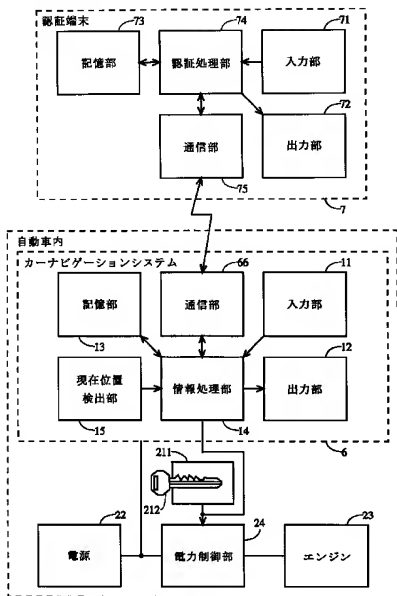 認証端末
73
74
71
記憶部
認証処理部
入力部
72
通信部
出力部
75
7
自動車内
カーナビゲーションシステム
66
11
記憶部
通信部
入力部
13
12
現在位置
検出部
情報処理部
出力部
15
14
211
6
212
22
24
23
電源
電力制御部
エンジン